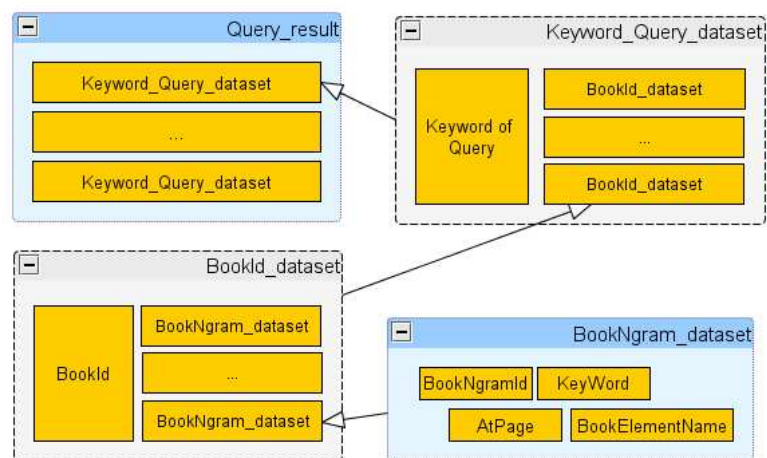 Query_result
Keyword_Query_dataset
...
Keyword_Query_dataset
Keyword_Query_dataset
Keyword of
Query
BookId_dataset
...
BookId_dataset
BookId_dataset
BookId
BookNgram_dataset
...
BookNgram_dataset
BookNgram_dataset
BookNgramId
KeyWord
AtPage
BookElementName